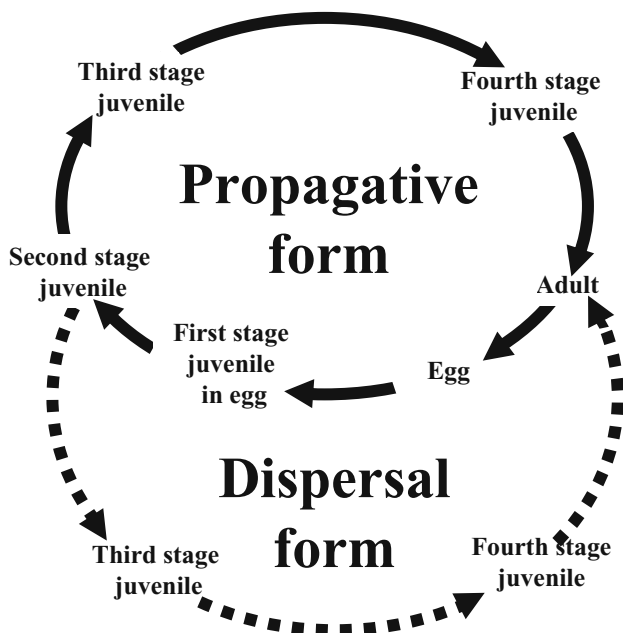 Third stage
juvenile
Fourth stage
juvenile
Propagative
form
Second stage
juvenile
Adult
First stage
juvenile
in egg
Egg
Dispersal
form
Third stage
juvenile
Fourth stage
juvenile